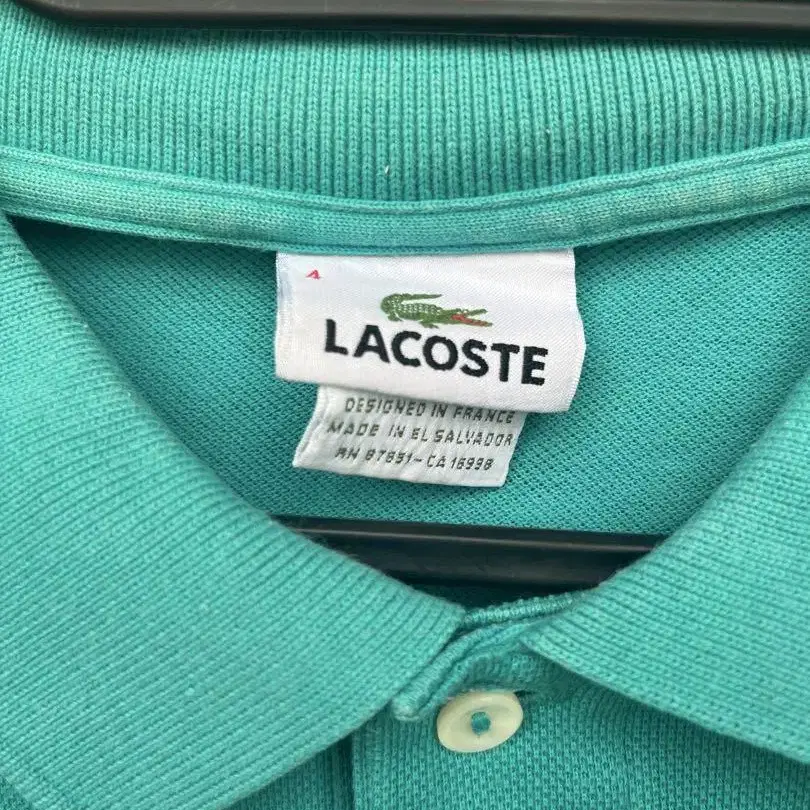 4
LACOSTE
DESIGNED IN FRANCE
MADE IN EL SALVADOR
RN 87851-CA 16998